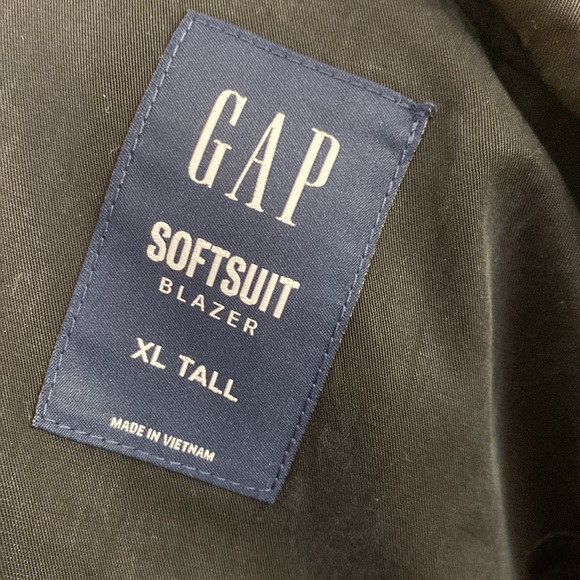 GAP
SOFTSUIT
BLAZER
XL TALL
MADE IN VIETNAM